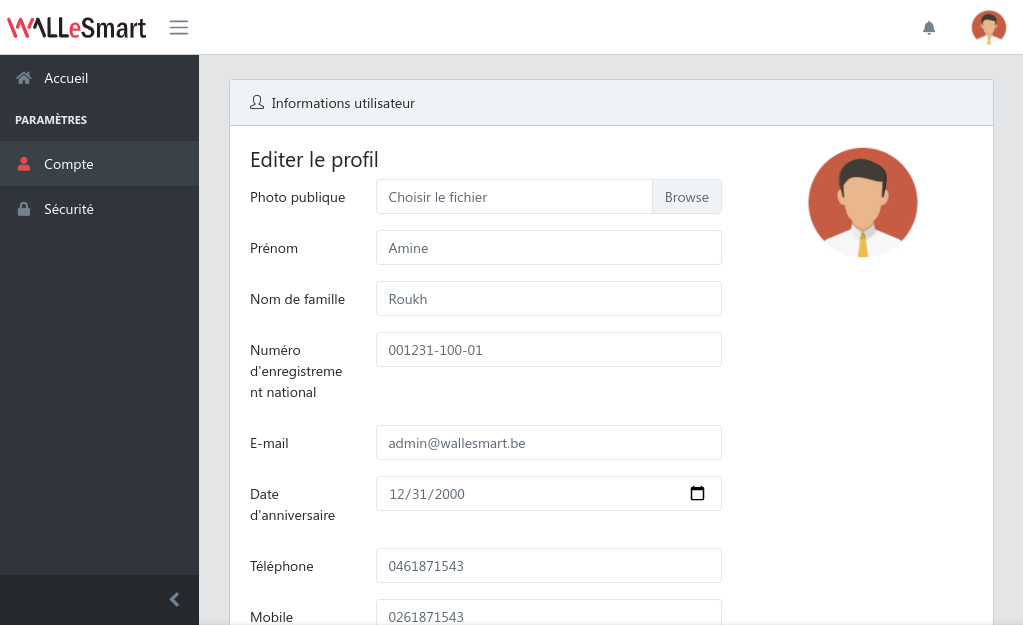 WALLeSmart
Accueil
PARAMÈTRES
Compte
Sécurité
Informations utilisateur
Editer le profil
Photo publique
Choisir le fichier
Browse
Prénom
Amine
Nom de famille
Roukh
Numéro
d'enregistreme
nt national
001231-100-01
E-mail
admin@wallesmart.be
Date
d'anniversaire
12/31/2000
Téléphone
0461871543
Mobile
0261871543